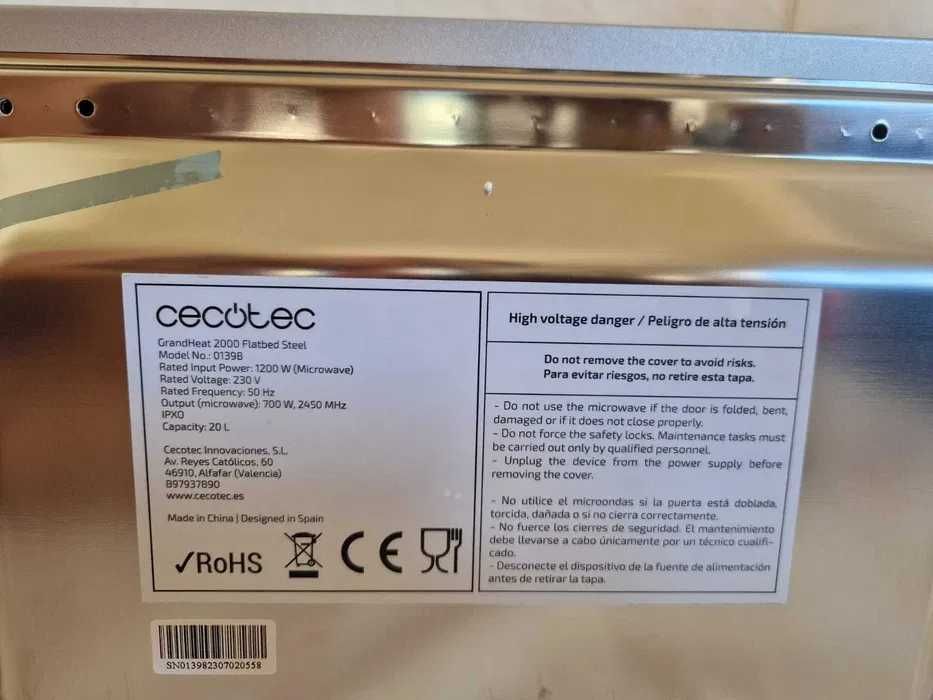 cecotec
GrandHeat 2000 Flatbed Steel
Model No.: 01398
Rated Input Power: 1200 W (Microwave)
Rated Voltage: 230 V
Rated Frequency: 50 Hz
Output (microwave): 700 W, 2450 MHz
IPX0
Capacity: 20 L
Cecotec Innovaciones, S.L.
Av. Reyes Católicos, 60
46910, Alfafar (Valencia)
B97937890
www.cecotec.es
Made in China | Designed in Spain
✓RoHS
CE
High voltage danger / Peligro de alta tensión
Do not remove the cover to avoid risks.
Para evitar riesgos, no retire esta tapa.
- Do not use the microwave if the door is folded, bent,
damaged or if it does not close properly.
- Do not force the safety locks. Maintenance tasks must
be carried out only by qualified personnel.
- Unplug the device from the power supply before
removing the cover.
- No utilice el microondas si la puerta está doblada,
torcida, dañada o si no cierra correctamente.
- No fuerce los cierres de seguridad. El mantenimiento
debe llevarse a cabo únicamente por un técnico cualifi-
cado.
- Desconecte el dispositivo de la fuente de alimentación
antes de retirar la tapa.
SN013982307020558